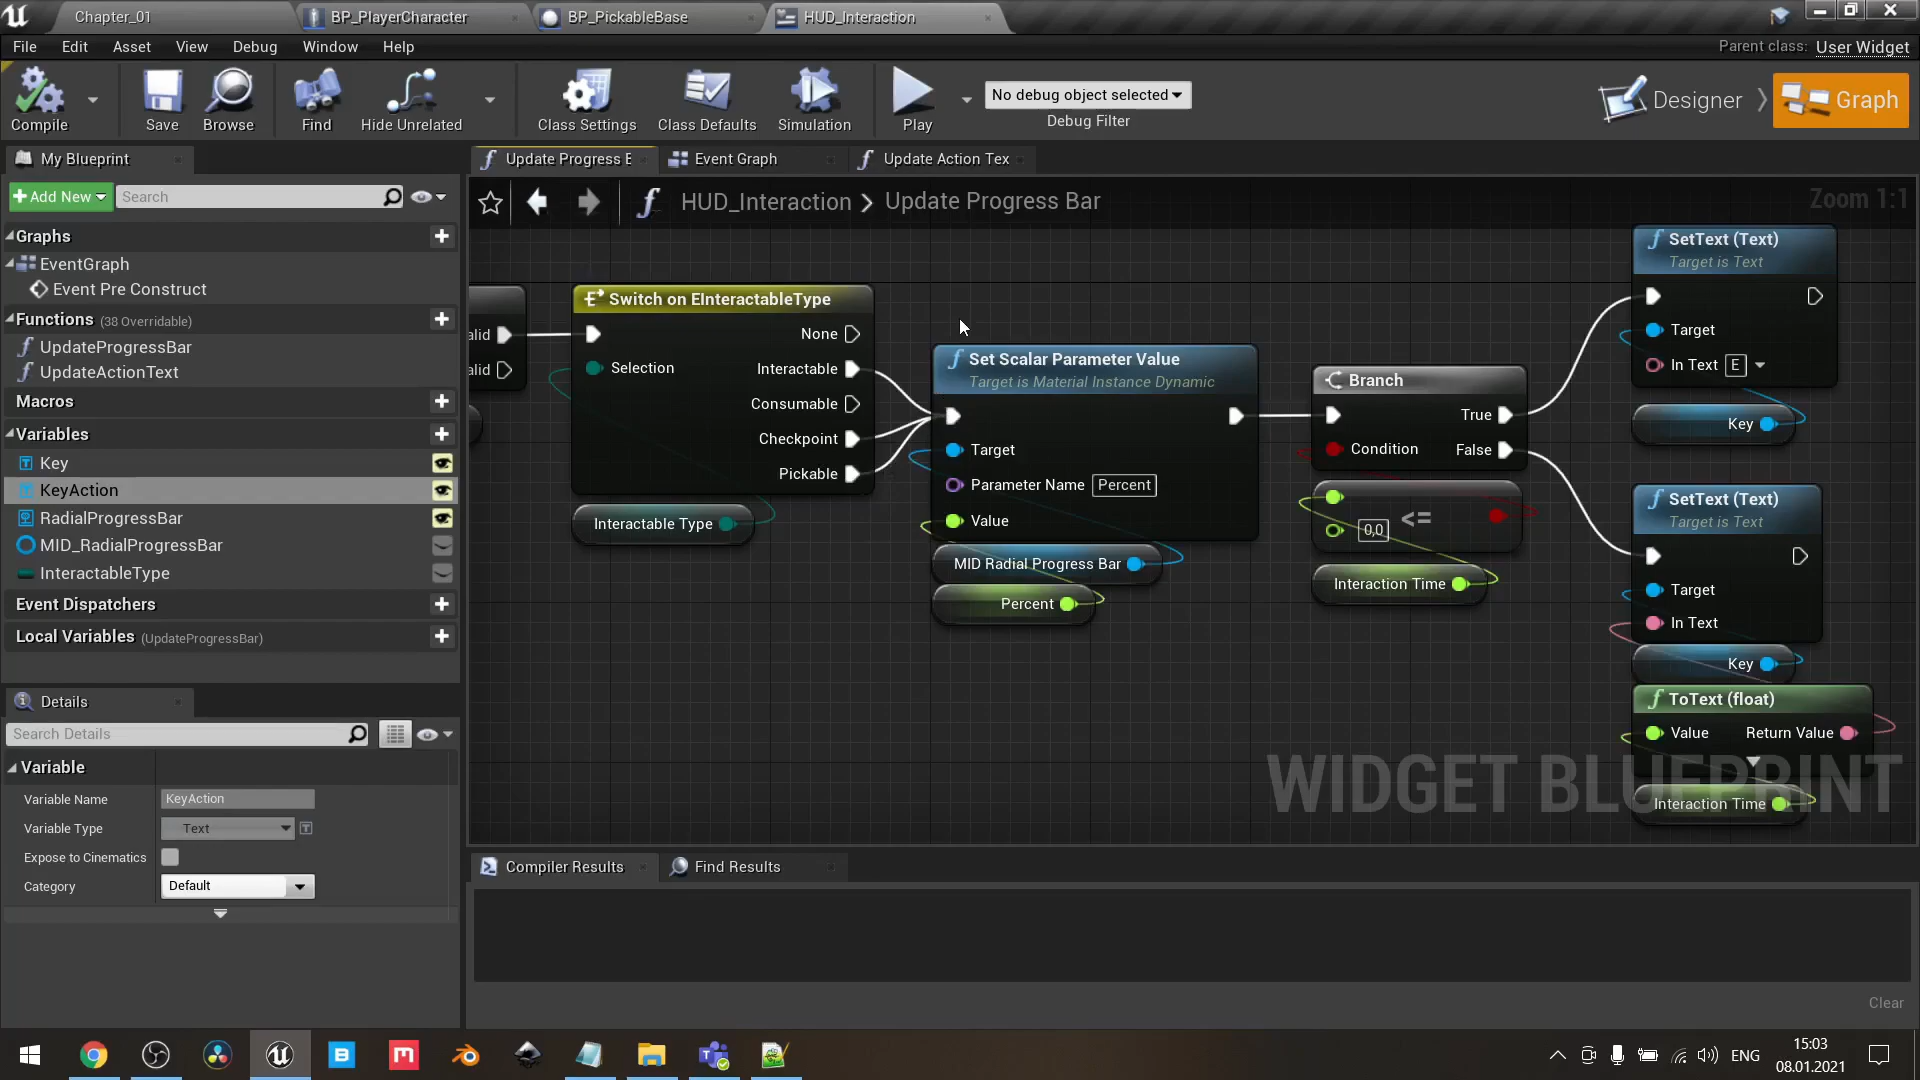 Chapter_01
BP_PlayerCharacter
BP_PickableBase
HUD_Interaction
File
Edit
Asset
View
Debug
Window
Help
Parent class: User Widget
Compile
Save
Browse
Find
Hide Unrelated
Class Settings
Class Defaults
Simulation
Play
No debug object selected
Debug Filter
Designer
Graph
My Blueprint
Add New
Search
Graphs
EventGraph
Event Pre Construct
Functions (38 Overridable)
UpdateProgressBar
UpdateActionText
Macros
Variables
Key
KeyAction
RadialProgressBar
MID_RadialProgressBar
InteractableType
Event Dispatchers
Local Variables (UpdateProgressBar)
Details
Search Details
Variable
Variable Name
KeyAction
Variable Type
Text
Expose to Cinematics
Category
Default
Update Progress E
Event Graph
Update Action Tex
HUD_Interaction > Update Progress Bar
Zoom 1:1
alid
alid
Switch on EInteractableType
None
Selection
Interactable
Consumable
Checkpoint
Pickable
Interactable Type
Set Scalar Parameter Value
Target is Material Instance Dynamic
Target
Parameter Name Percent
Value
MID Radial Progress Bar
Percent
Branch
True
Condition
False
0,0
<=
Interaction Time
SetText (Text)
Target is Text
Target
In Text E
Key
SetText (Text)
Target is Text
Target
In Text
Key
ToText (float)
Value
Return Value
Interaction Time
WIDGET BLUEPRINT
Compiler Results
Find Results
Clear
ENG
15:03
08.01.2021